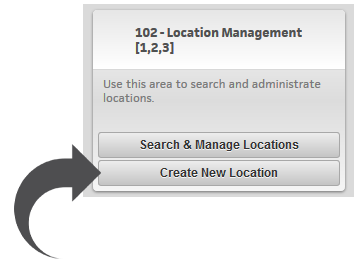 102 - Location Management
[1,2,3]
Use this area to search and administrate
locations.
Search & Manage Locations
Create New Location